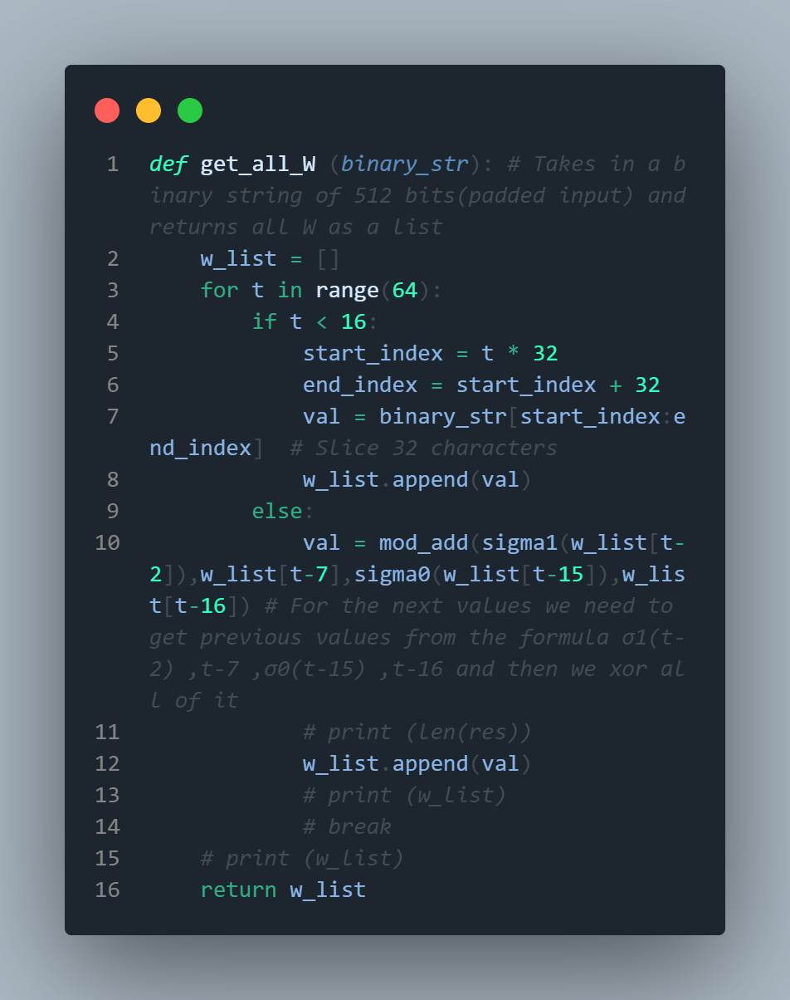 1 def get_all_W (binary_str): # Takes in a b
inary string of 512 bits(padded input) and
returns all W as a list
2     w_list = []
3     for t in range(64):
4         if t < 16:
5             start_index = t * 32
6             end_index = start_index + 32
7             val = binary_str[start_index:e
nd_index]  # Slice 32 characters
8             w_list.append(val)
9         else:
10             val = mod_add(sigma1(w_list[t-
2]),w_list[t-7],sigma0(w_list[t-15]),w_lis
t[t-16]) # For the next values we need to
get previous values from the formula σ1(t-
2) ,t-7 ,σ0(t-15) ,t-16 and then we xor al
l of it
11             # print (len(res))
12             w_list.append(val)
13             # print (w_list)
14             # break
15     # print (w_list)
16     return w_list